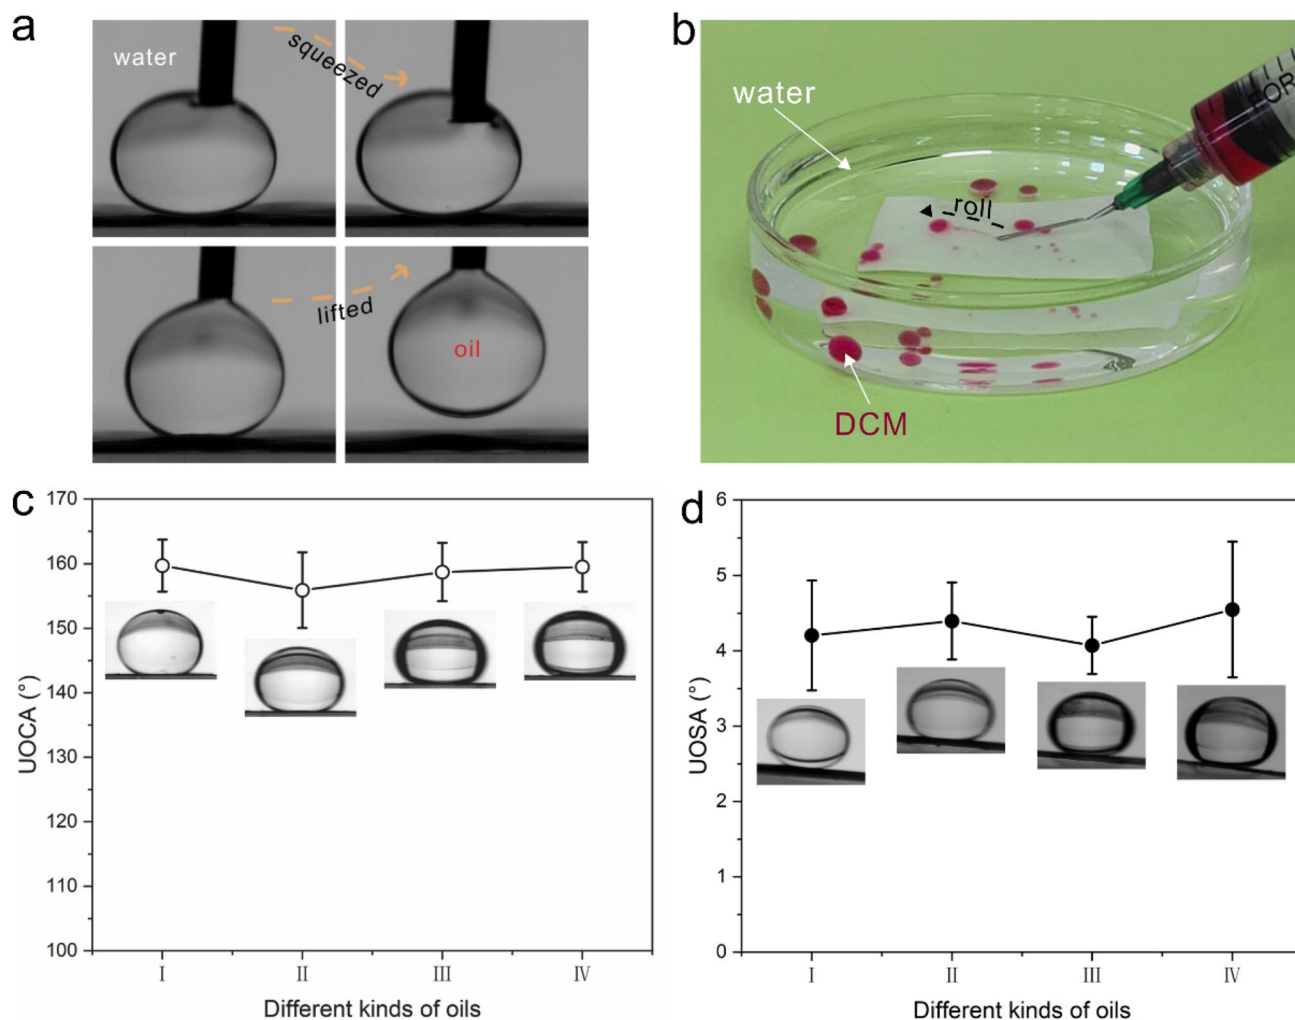 a
water
squeezed
lifted
oil
b
water
roll
DCM
c
170
160
150
140
130
120
110
100
UOCA (°)
I
II
III
IV
Different kinds of oils
d
6
5
4
3
2
1
0
UOSA (°)
I
II
III
IV
Different kinds of oils